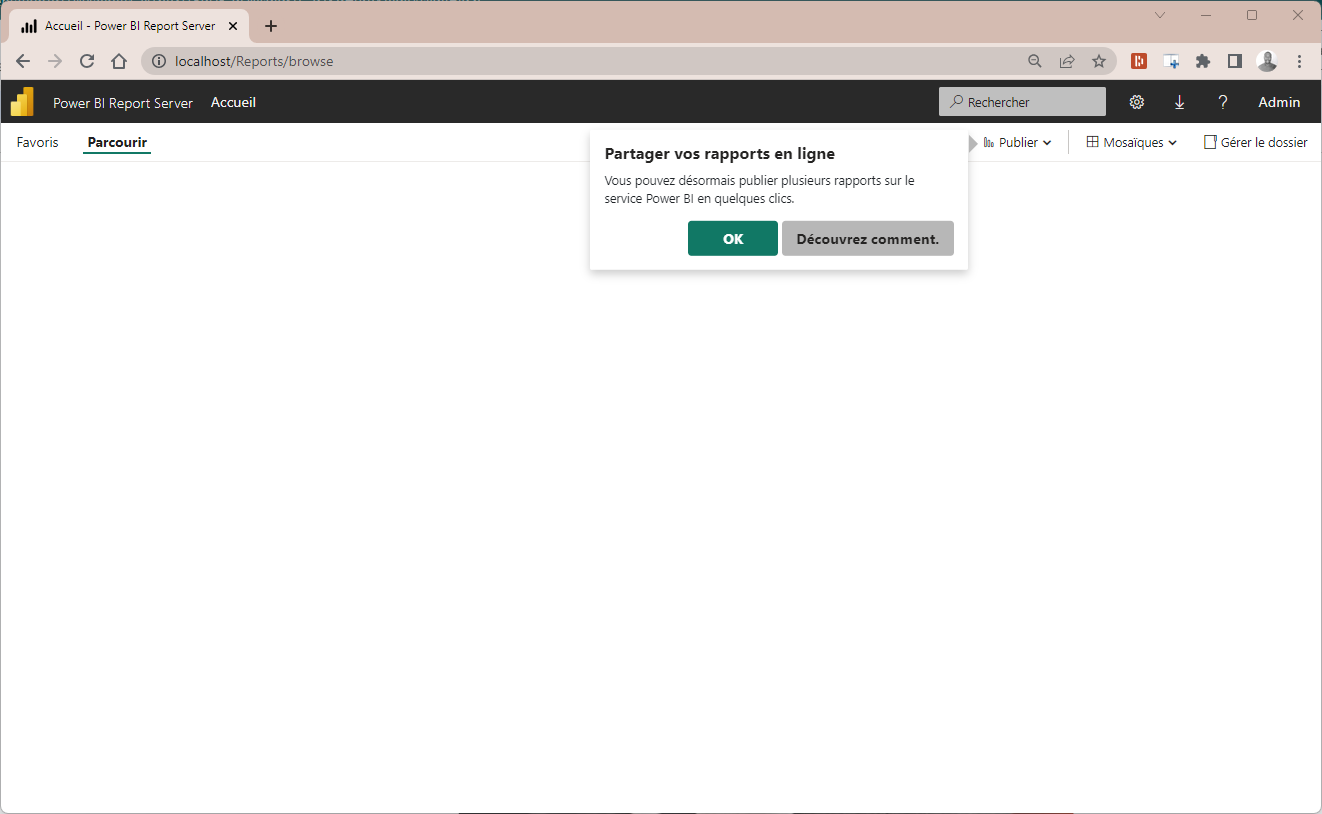 Accueil - Power BI Report Server
localhost/Reports/browse
Power BI Report Server Accueil Rechercher ? Admin
Favoris Parcourir Publier Mosaïques Gérer le dossier
Partager vos rapports en ligne
Vous pouvez désormais publier plusieurs rapports sur le
service Power BI en quelques clics.
OK Découvrez comment.